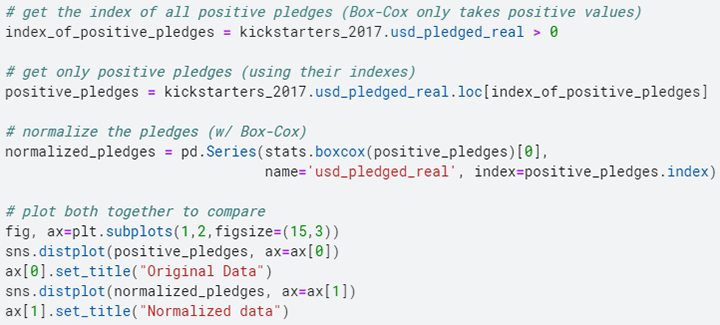 # get the index of all positive pledges (Box-Cox only takes positive values)
index_of_positive_pledges = kickstarters_2017.usd_pledged_real > 0
# get only positive pledges (using their indexes)
positive_pledges = kickstarters_2017.usd_pledged_real.loc[index_of_positive_pledges]
# normalize the pledges (w/ Box-Cox)
normalized_pledges = pd.Series(stats.boxcox(positive_pledges)[0],
name='usd_pledged_real', index=positive_pledges.index)
# plot both together to compare
fig, ax=plt.subplots(1,2,figsize=(15,3))
sns.distplot(positive_pledges, ax=ax[0])
ax[0].set_title("Original Data")
sns.distplot(normalized_pledges, ax=ax[1])
ax[1].set_title("Normalized data")